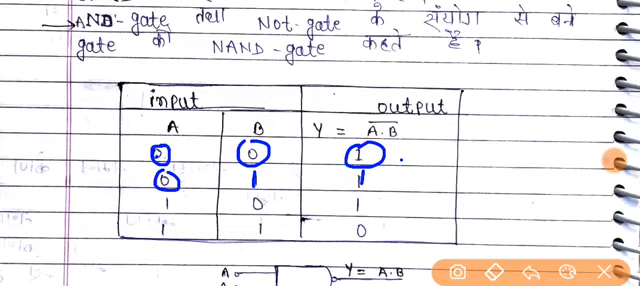 → AND-gate तथा Not-gate के संयोग से बने
gate को NAND-gate कहते हैं।
input output
A B Y = \overline{A.B}
0 0 1
0 1 1
1 0 1
1 1 0
A Y = A.B